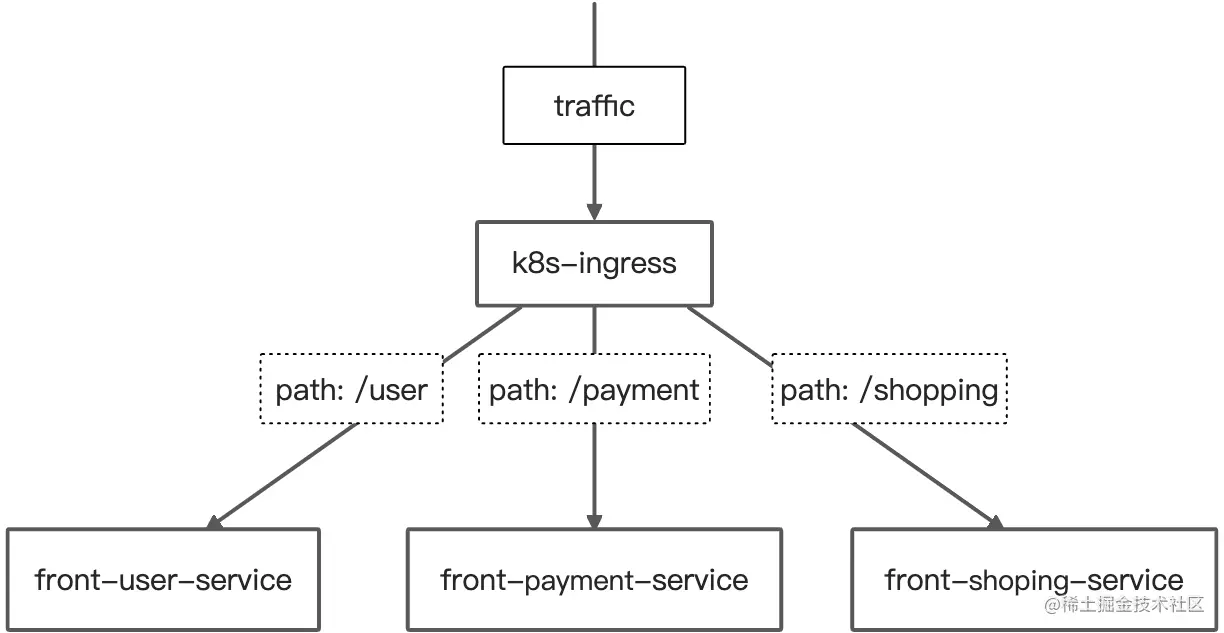 traffic
k8s-ingress
path: /user
path: /payment
path: /shopping
front-user-service
front-payment-service
front-shoping-service
@稀土掘金技术社区